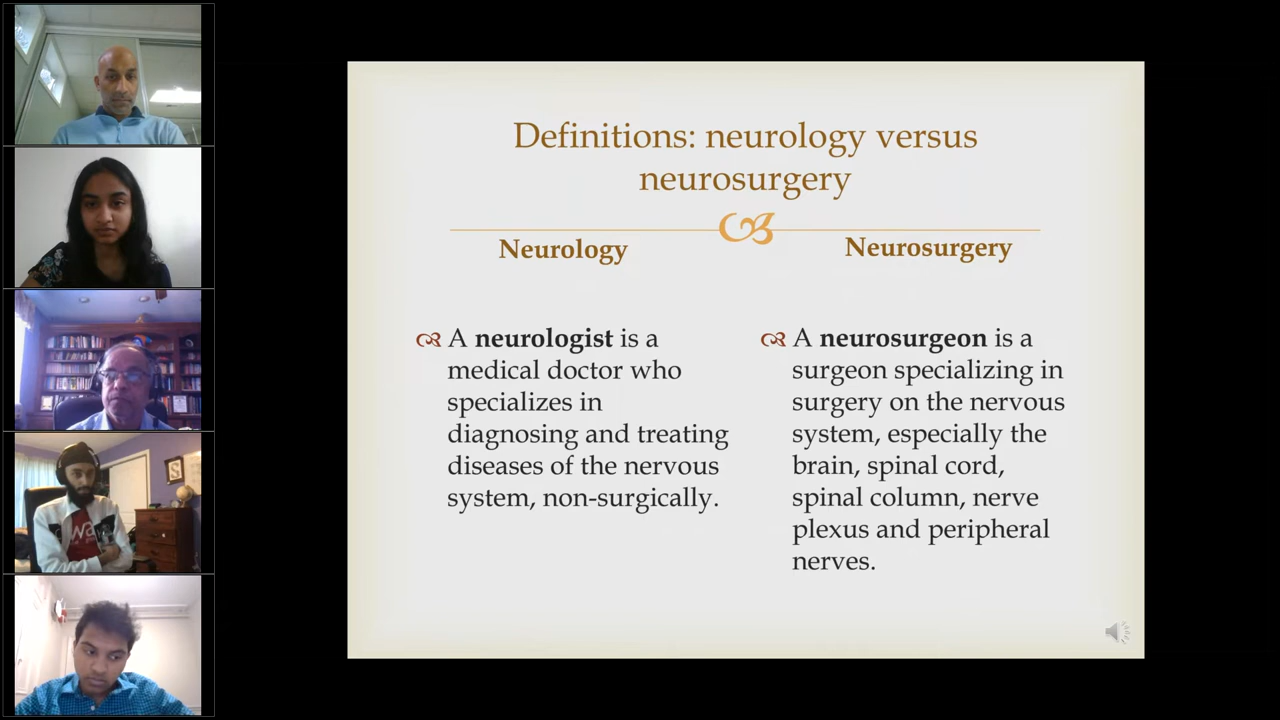 Definitions: neurology versus
neurosurgery
Neurology
Neurosurgery
A neurologist is a
medical doctor who
specializes in
diagnosing and treating
diseases of the nervous
system, non-surgically.
A neurosurgeon is a
surgeon specializing in
surgery on the nervous
system, especially the
brain, spinal cord,
spinal column, nerve
plexus and peripheral
nerves.